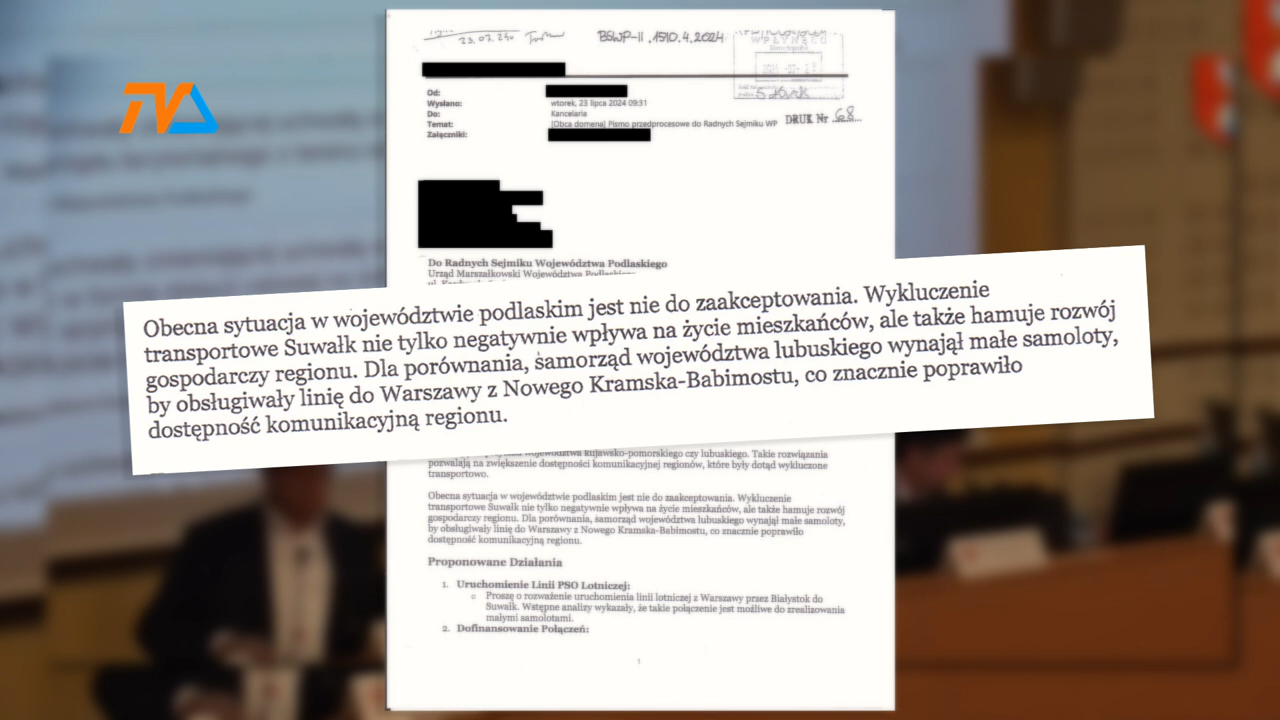 TVA
23.07.24r
BSWP-II.1510.4.2024
WPŁYNĘŁO
Od:
Wysłano: wtorek, 23 lipca 2024 09:31
Do: Kancelaria
Temat: [Obca domena] Pismo przedprocesowe do Radnych Sejmiku WP
Załączniki:
DRUK Nr 68
Do Radnych Sejmiku Województwa Podlaskiego
Urząd Marszałkowski Województwa Podlaskiego
Obecna sytuacja w województwie podlaskim jest nie do zaakceptowania. Wykluczenie
transportowe Suwałk nie tylko negatywnie wpływa na życie mieszkańców, ale także hamuje rozwój
gospodarczy regionu. Dla porównania, samorząd województwa lubuskiego wynajął małe samoloty,
by obsługiwały linię do Warszawy z Nowego Kramska-Babimostu, co znacznie poprawiło
dostępność komunikacyjną regionu.
województwa kujawsko-pomorskiego czy lubuskiego. Takie rozwiązania
pozwalają na zwiększenie dostępności komunikacyjnej regionów, które były dotąd wykluczone
transportowo.
Obecna sytuacja w województwie podlaskim jest nie do zaakceptowania. Wykluczenie
transportowe Suwałk nie tylko negatywnie wpływa na życie mieszkańców, ale także hamuje rozwój
gospodarczy regionu. Dla porównania, samorząd województwa lubuskiego wynajął małe samoloty,
by obsługiwały linię do Warszawy z Nowego Kramska-Babimostu, co znacznie poprawiło
dostępność komunikacyjną regionu.
Proponowane Działania
1. Uruchomienie Linii PSO Lotniczej:
o Proszę o rozważenie uruchomienia linii lotniczej z Warszawy przez Białystok do
Suwałk. Wstępne analizy wykazały, że takie połączenie jest możliwe do zrealizowania
małymi samolotami.
2. Dofinansowanie Połączeń:
1